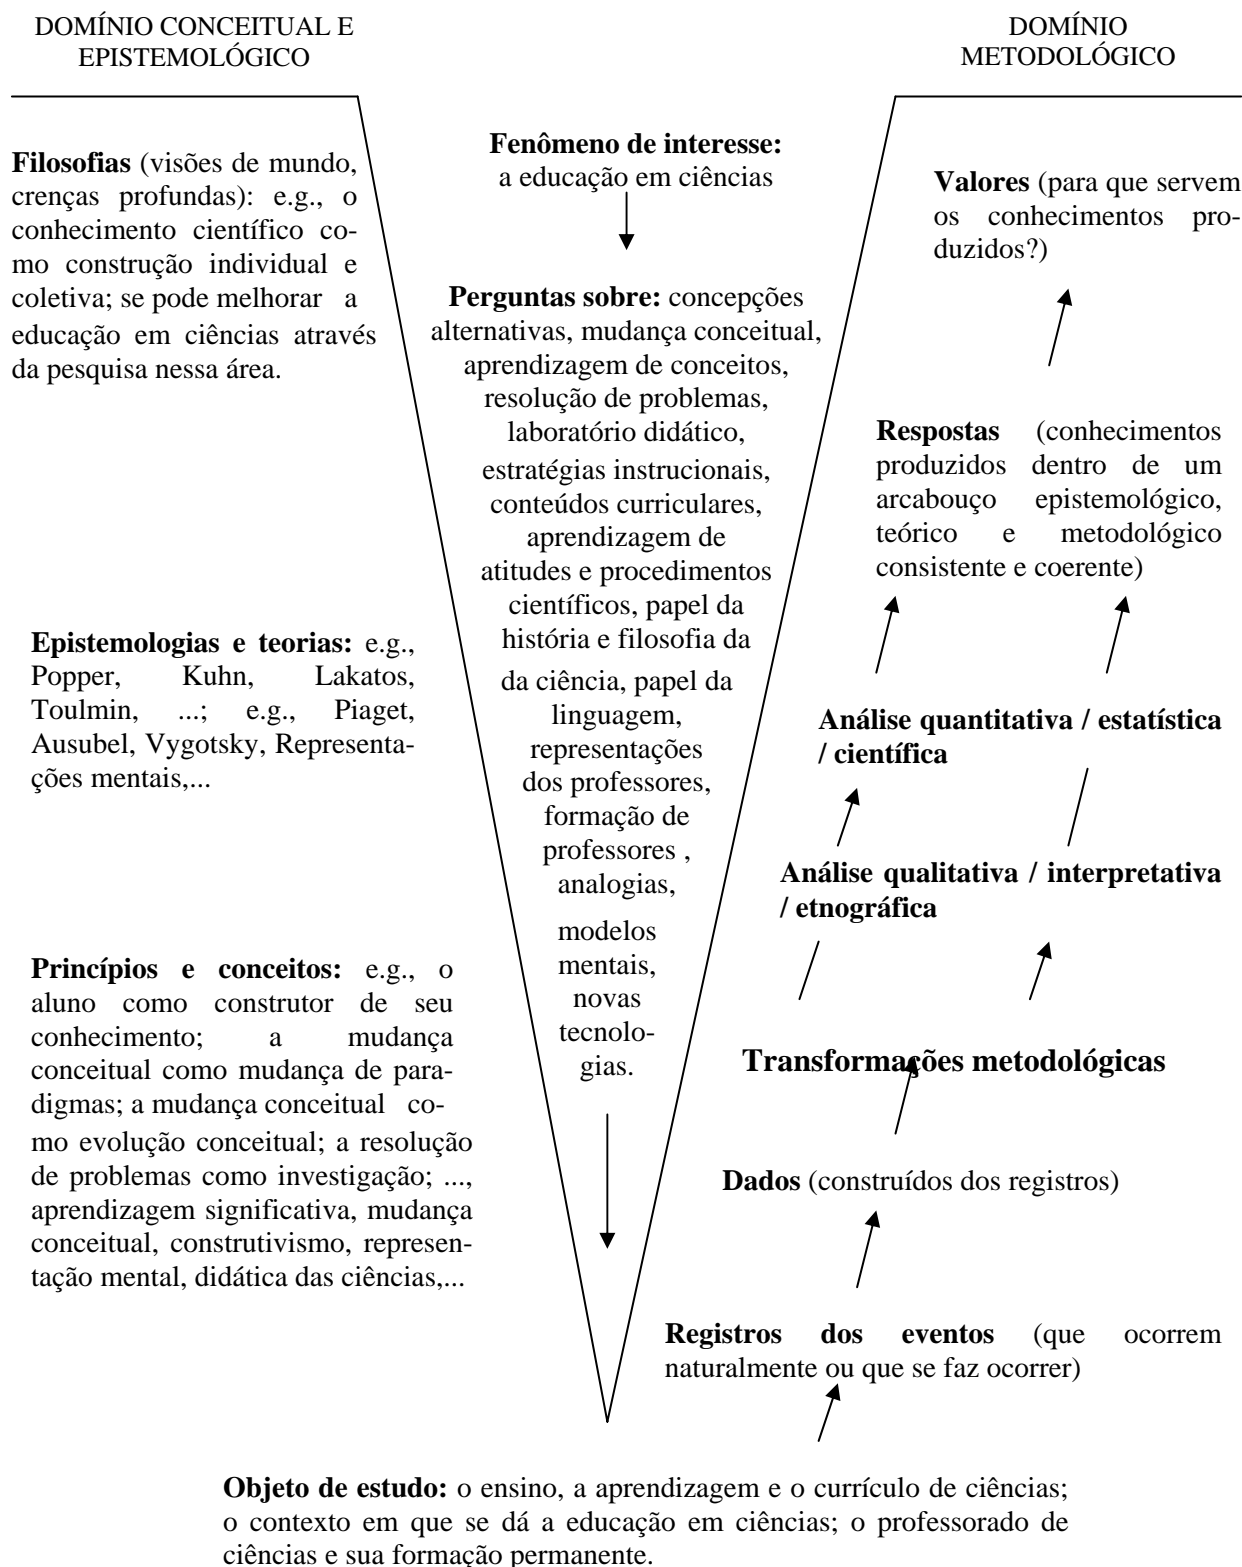 DOMÍNIO CONCEITUAL E
EPISTEMOLÓGICO
Filosofias (visões de mundo,
crenças profundas): e.g., o
conhecimento científico co-
mo construção individual e
coletiva; se pode melhorar a
educação em ciências através
da pesquisa nessa área.
Epistemologias e teorias: e.g.,
Popper, Kuhn, Lakatos,
Toulmin, ...; e.g., Piaget,
Ausubel, Vygotsky, Representa-
ções mentais,...
Princípios e conceitos: e.g., o
aluno como construtor de seu
conhecimento; a mudança
conceitual como mudança de para-
digmas; a mudança conceitual co-
mo evolução conceitual; a resolução
de problemas como investigação; ...,
aprendizagem significativa, mudança
conceitual, construtivismo, represen-
tação mental, didática das ciências,...
Fenômeno de interesse:
a educação em ciências
Perguntas sobre: concepções
alternativas, mudança conceitual,
aprendizagem de conceitos,
resolução de problemas,
laboratório didático,
estratégias instrucionais,
conteúdos curriculares,
aprendizagem de
atitudes e procedimentos
científicos, papel da
história e filosofia da
da ciência, papel da
linguagem,
representações
dos professores,
formação de
professores ,
analogias,
modelos
mentais,
novas
tecnolo-
gias.
DOMÍNIO
METODOLÓGICO
Valores (para que servem
os conhecimentos pro-
duzidos?)
Respostas (conhecimentos
produzidos dentro de um
arcabouço epistemológico,
teórico e metodológico
consistente e coerente)
Análise quantitativa / estatística
/ científica
Análise qualitativa / interpretativa
/ etnográfica
Transformações metodológicas
Dados (construídos dos registros)
Registros dos eventos (que ocorrem
naturalmente ou que se faz ocorrer)
Objeto de estudo: o ensino, a aprendizagem e o currículo de ciências;
o contexto em que se dá a educação em ciências; o professorado de
ciências e sua formação permanente.